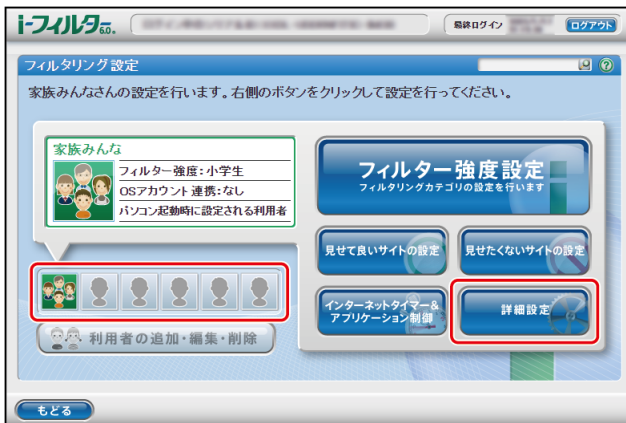 i-フィルター6.0.
最終ログイン
ログアウト
フィルタリング設定
家族みんなさんの設定を行います。右側のボタンをクリックして設定を行ってください。
家族みんな
フィルター強度:小学生
OSアカウント連携:なし
パソコン起動時に設定される利用者
フィルター強度設定
フィルタリングカテゴリの設定を行います
見せて良いサイトの設定
見せたくないサイトの設定
インターネットタイマー&
アプリケーション制御
詳細設定
利用者の追加・編集・削除
もどる